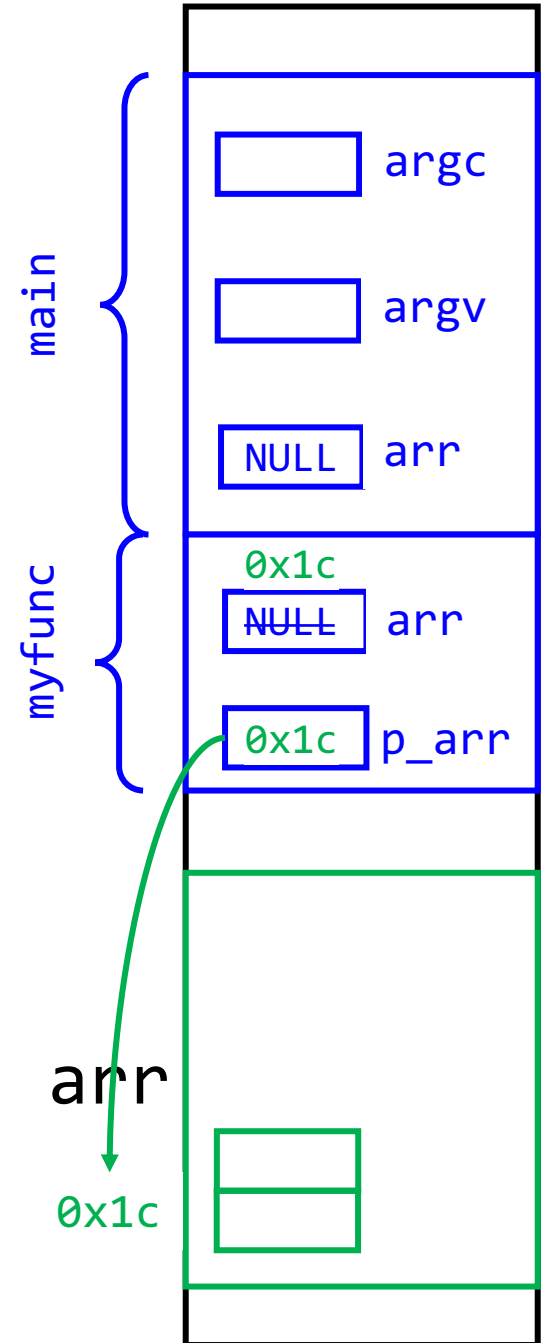 main
argc
argv
NULL arr
myfunc
0x1c
NULL arr
0x1c p_arr
arr
0x1c